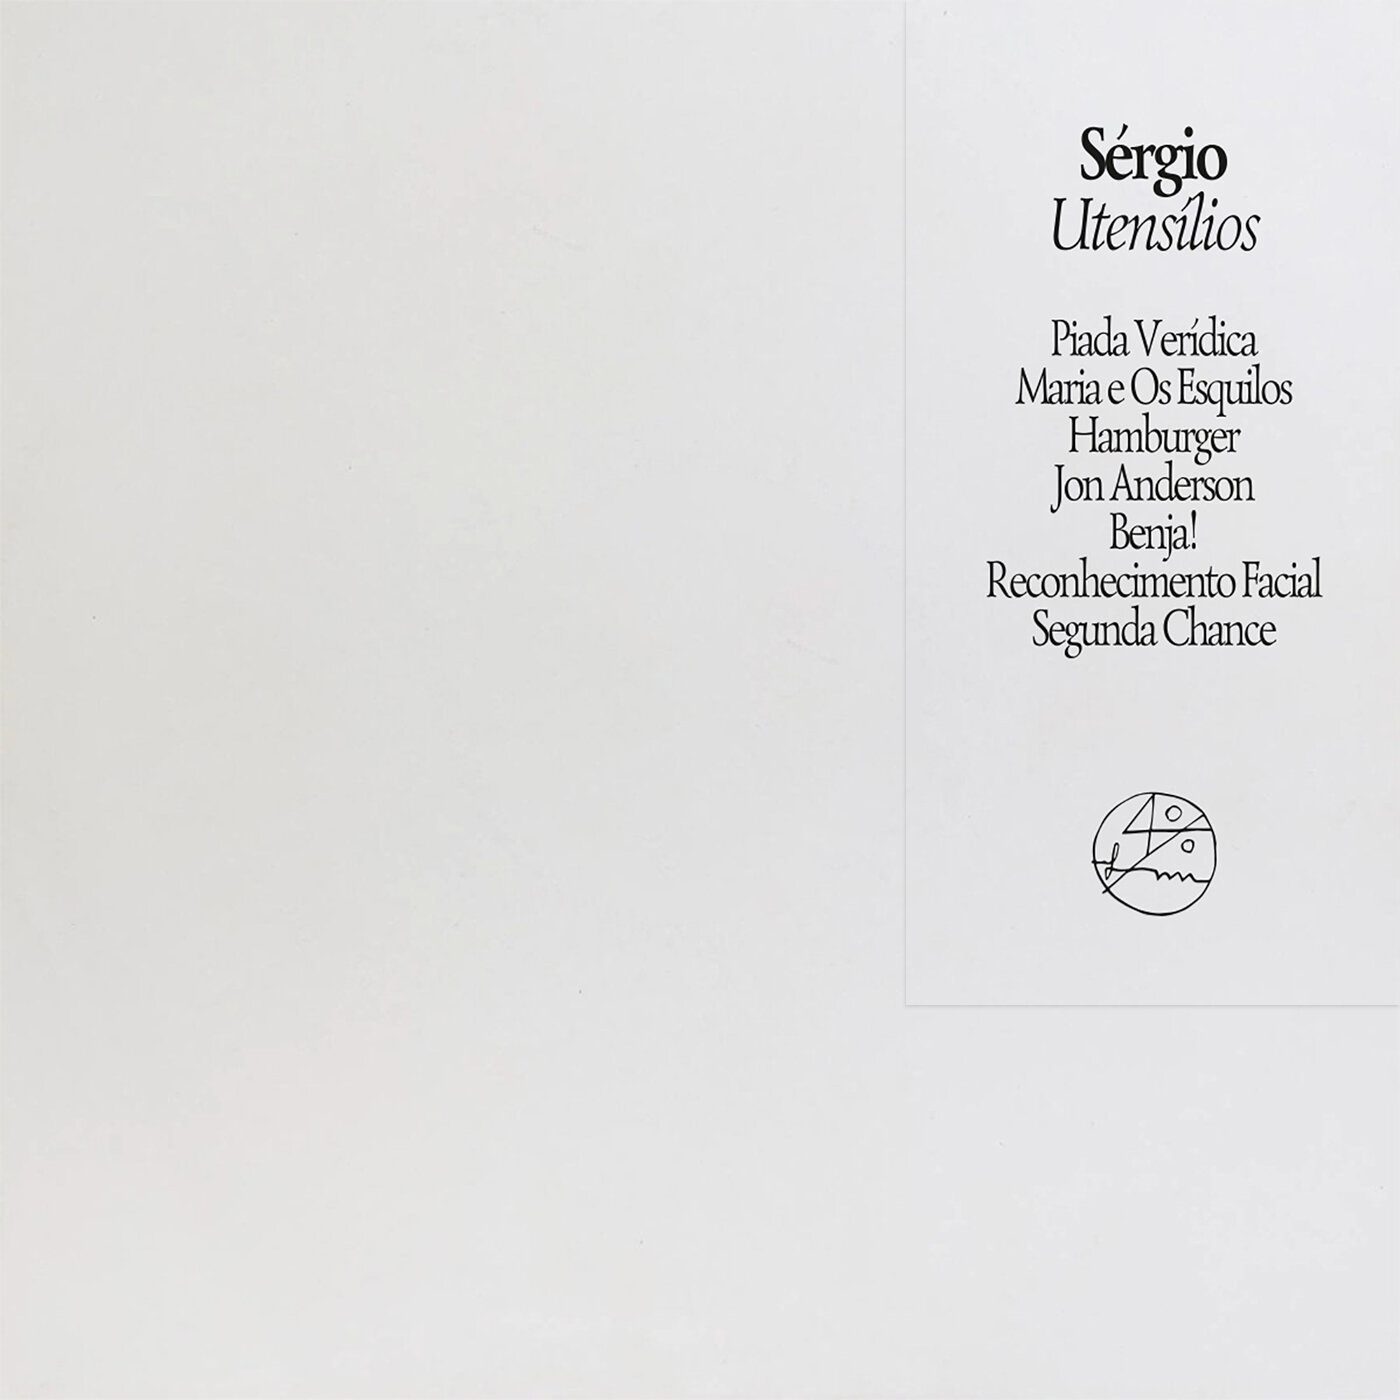 Sérgio
Utensílios
Piada Verídica
Maria e Os Esquilos
Hamburger
Jon Anderson
Benja!
Reconhecimento Facial
Segunda Chance